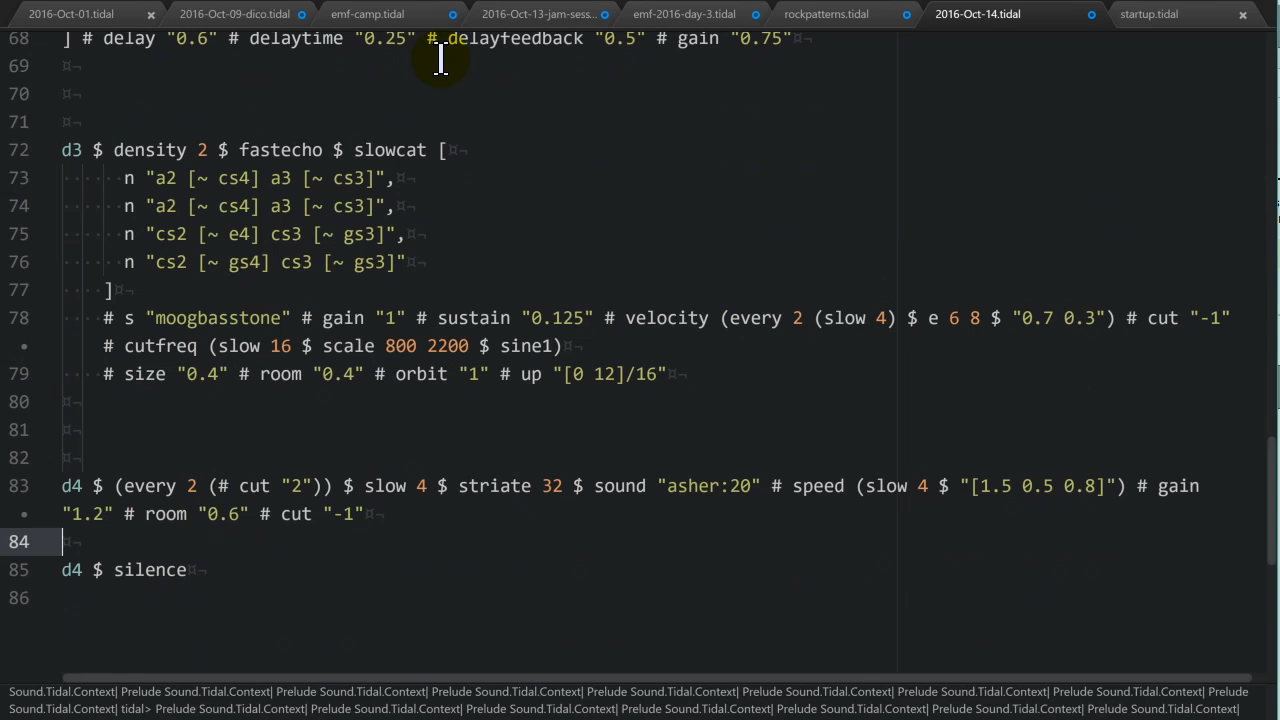 2016-Oct-01.tidal 2016-Oct-09-dico.tidal emf-camp.tidal 2016-Oct-13-jam-sess... emf-2016-day-3.tidal rockpatterns.tidal 2016-Oct-14.tidal startup.tidal
68 ] # delay "0.6" # delaytime "0.25" # delayfeedback "0.5" # gain "0.75"¤¬
69 ¤¬
70 ¤¬
71 ¤¬
72 d3 $ density 2 $ fastecho $ slowcat [¤¬
73 ······n "a2 [~ cs4] a3 [~ cs3]",¤¬
74 ······n "a2 [~ cs4] a3 [~ cs3]",¤¬
75 ······n "cs2 [~ e4] cs3 [~ gs3]",¤¬
76 ······n "cs2 [~ gs4] cs3 [~ gs3]"¤¬
77 ····]¤¬
78 ····# s "moogbasstone" # gain "1" # sustain "0.125" # velocity (every 2 (slow 4) $ e 6 8 $ "0.7 0.3") # cut "-1"
• # cutfreq (slow 16 $ scale 800 2200 $ sine1)¤¬
79 ····# size "0.4" # room "0.4" # orbit "1" # up "[0 12]/16"¤¬
80 ¤¬
81 ¤¬
82 ¤¬
83 d4 $ (every 2 (# cut "2")) $ slow 4 $ striate 32 $ sound "asher:20" # speed (slow 4 $ "[1.5 0.5 0.8]") # gain
• "1.2" # room "0.6" # cut "-1"¤¬
84 ¤¬
85 d4 $ silence¤¬
86
Sound.Tidal.Context| Prelude Sound.Tidal.Context| Prelude Sound.Tidal.Context| Prelude Sound.Tidal.Context| Prelude Sound.Tidal.Context| Prelude Sound.Tidal.Context| Prelude Sound.Tidal.Context| Prelude Sound.Tidal.Context| Prelude
Sound.Tidal.Context| tidal> Prelude Sound.Tidal.Context| Prelude Sound.Tidal.Context| Prelude Sound.Tidal.Context| Prelude Sound.Tidal.Context| Prelude Sound.Tidal.Context| Prelude Sound.Tidal.Context| Prelude Sound.Tidal.Context|